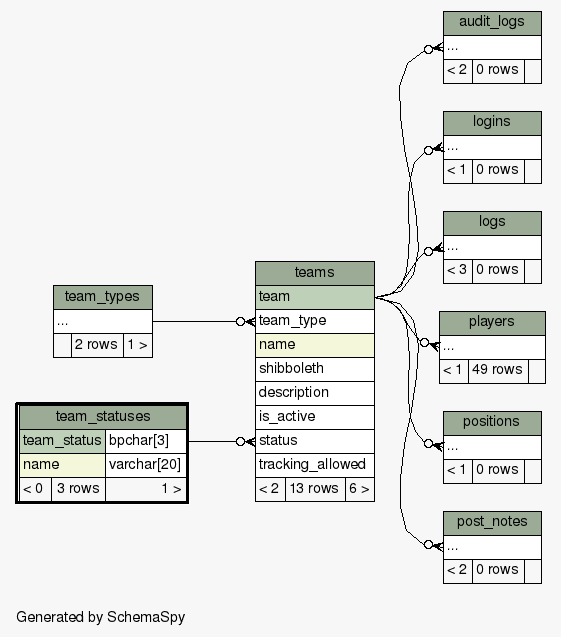 audit_logs
...
< 2 0 rows
logins
...
< 1 0 rows
logs
...
< 3 0 rows
teams
team
team_type
name
shibboleth
description
is_active
status
tracking_allowed
< 2 13 rows 6 >
team_types
...
2 rows 1 >
team_statuses
team_status bpchar[3]
name varchar[20]
< 0 3 rows 1 >
players
...
< 1 49 rows
positions
...
< 1 0 rows
post_notes
...
< 2 0 rows
Generated by SchemaSpy